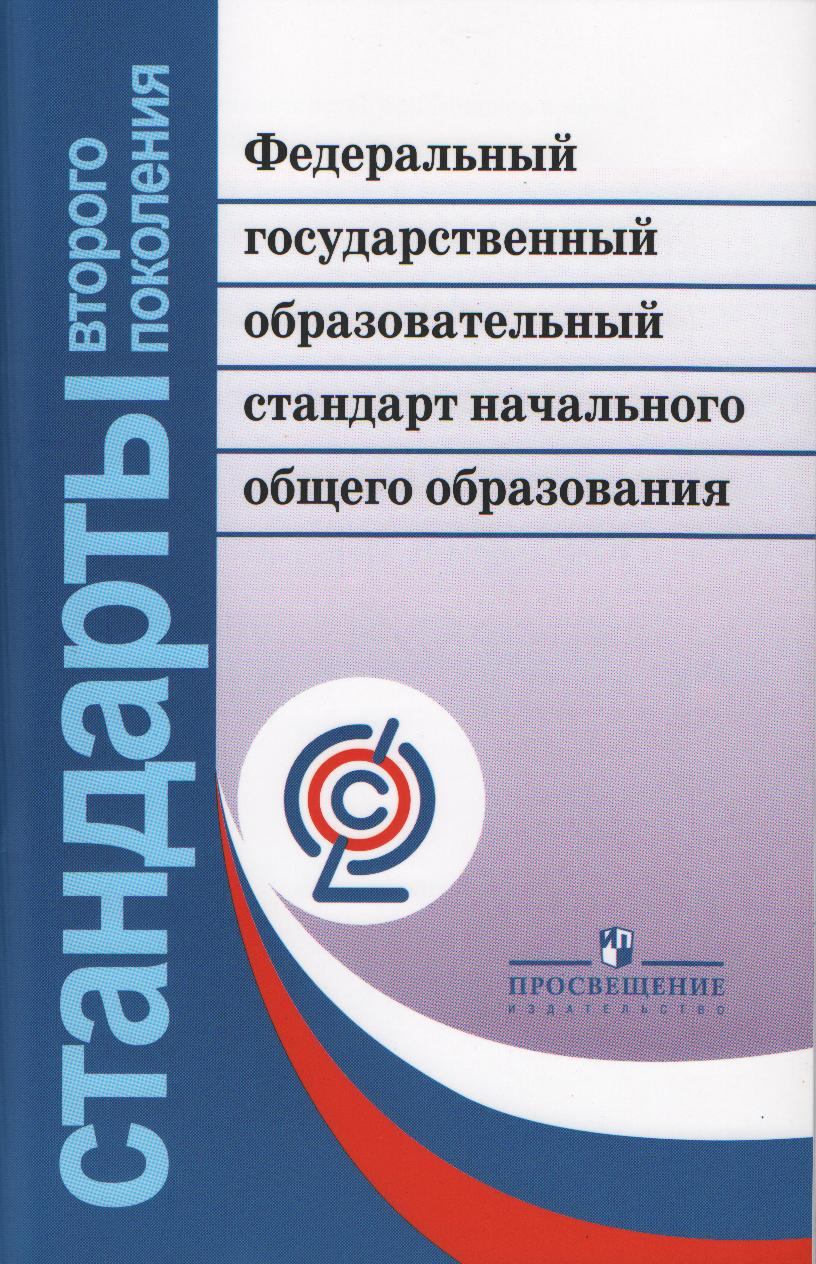 стандарты
второго
поколения
Федеральный
государственный
образовательный
стандарт начального
общего образования
С
ИП
ПРОСВЕЩЕНИЕ
ИЗДАТЕЛЬСТВО